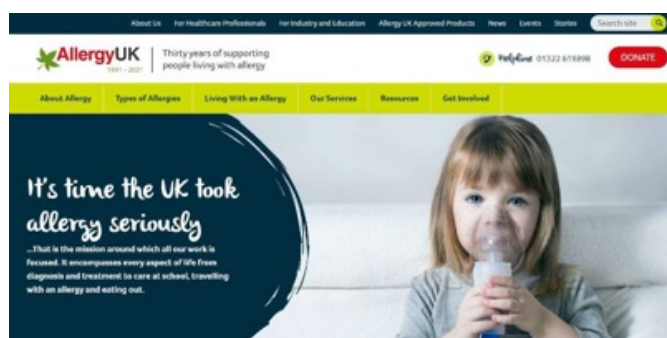 About Us For Healthcare Professionals For Industry and Education Allergy UK Approved Products News Events Stories Search site
AllergyUK
1991 - 2021
Thirty years of supporting
people living with allergy
Helpline 01322 619898
DONATE
About Allergy Types of Allergies Living With an Allergy Our Services Resources Get Involved
It's time the UK took
allergy seriously
...That is the mission around which all our work is
focused. It encompasses every aspect of life from
diagnosis and treatment to care at school, travelling
with an allergy and eating out.